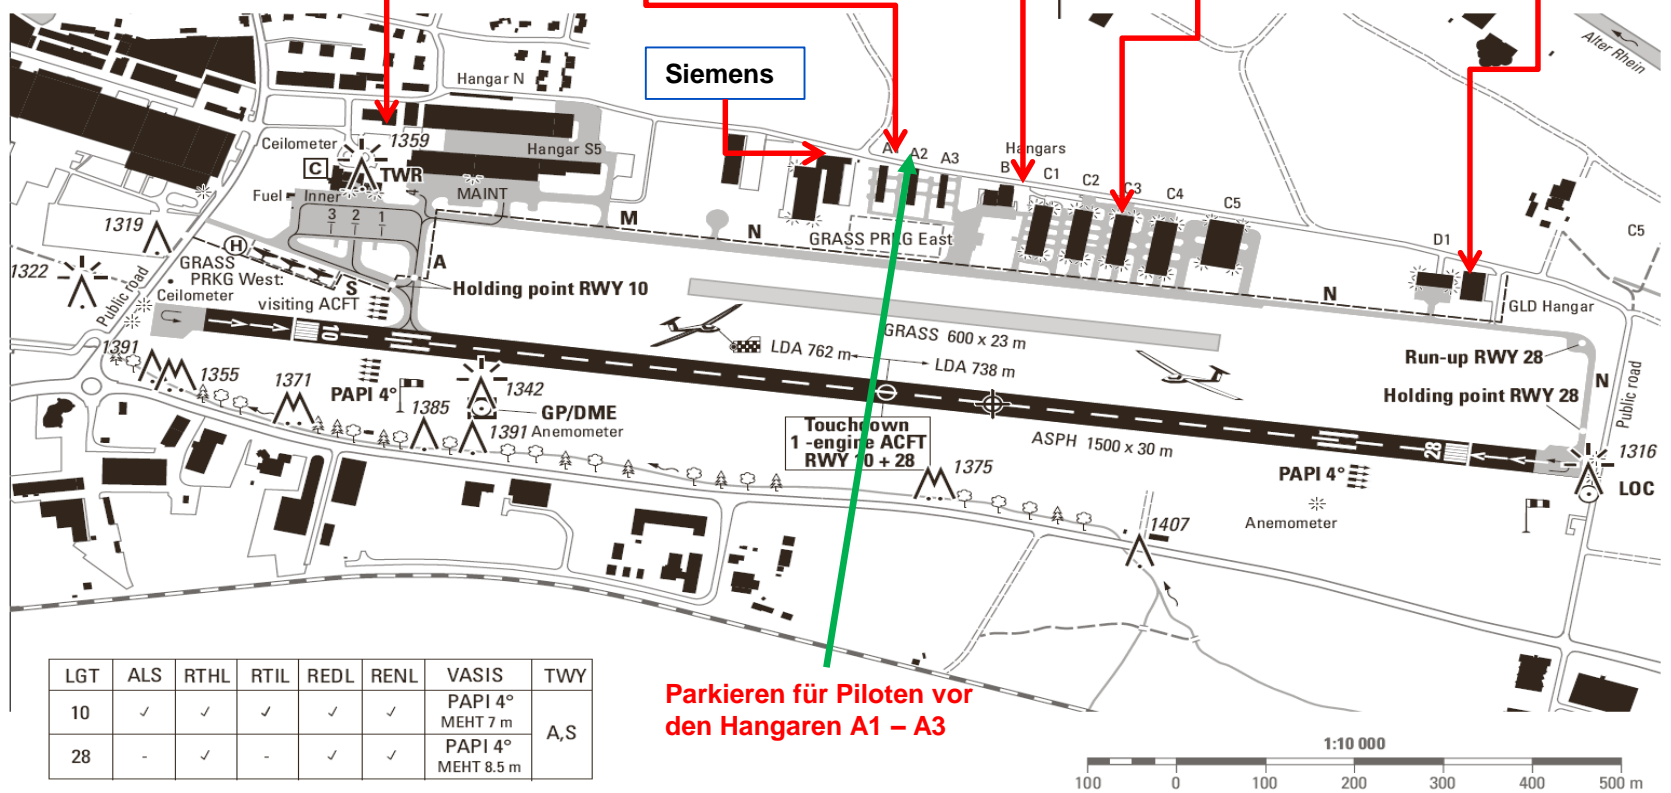 Alter Rhein
Hangar N
Siemens
Ceilometer
1359
Hangar S5
Hangars
A
A2
A3
B
C1
C2
C3
C4
C5
C
TWR
MAINT
Fuel
Inner
3
2
1
1
1
1
M
N
1319
H
GRASS PRKG East
D1
C5
1322
GRASS
PRKG West:
visiting ACFT
S
A
Holding point RWY 10
N
GLD Hangar
Public road
Ceilometer
10
GRASS 600 x 23 m
LDA 762 m
LDA 738 m
Run-up RWY 28
1391
1355
1371
PAPI 4°
1342
Holding point RWY 28
N
Public road
1385
GP/DME
Anemometer
1391
Touchdown
1 -engine ACFT
RWY 10 + 28
ASPH 1500 x 30 m
28
1316
1375
PAPI 4°
LOC
Anemometer
1407
LGT ALS RTHL RTIL REDL RENL VASIS TWY
10 ✓ ✓ ✓ ✓ ✓ PAPI 4°
MEHT 7 m
A,S
28 - ✓ - ✓ ✓ PAPI 4°
MEHT 8.5 m
Parkieren für Piloten vor
den Hangaren A1 – A3
1:10 000
100 0 100 200 300 400 500 m